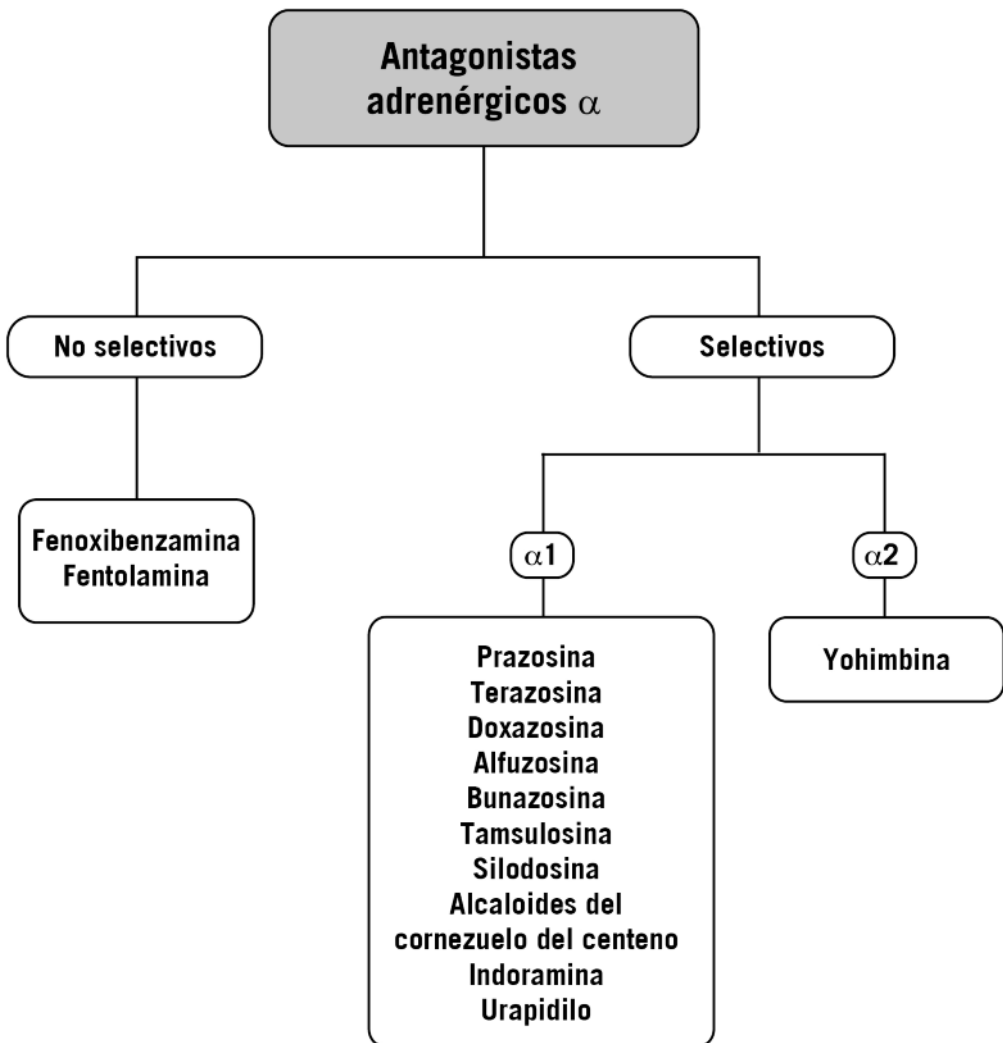 Antagonistas
adrenérgicos α
No selectivos
Selectivos
Fenoxibenzamina
Fentolamina
α1
α2
Prazosina
Terazosina
Doxazosina
Alfuzosina
Bunazosina
Tamsulosina
Silodosina
Alcaloides del
cornezuelo del centeno
Indoramina
Urapidilo
Yohimbina